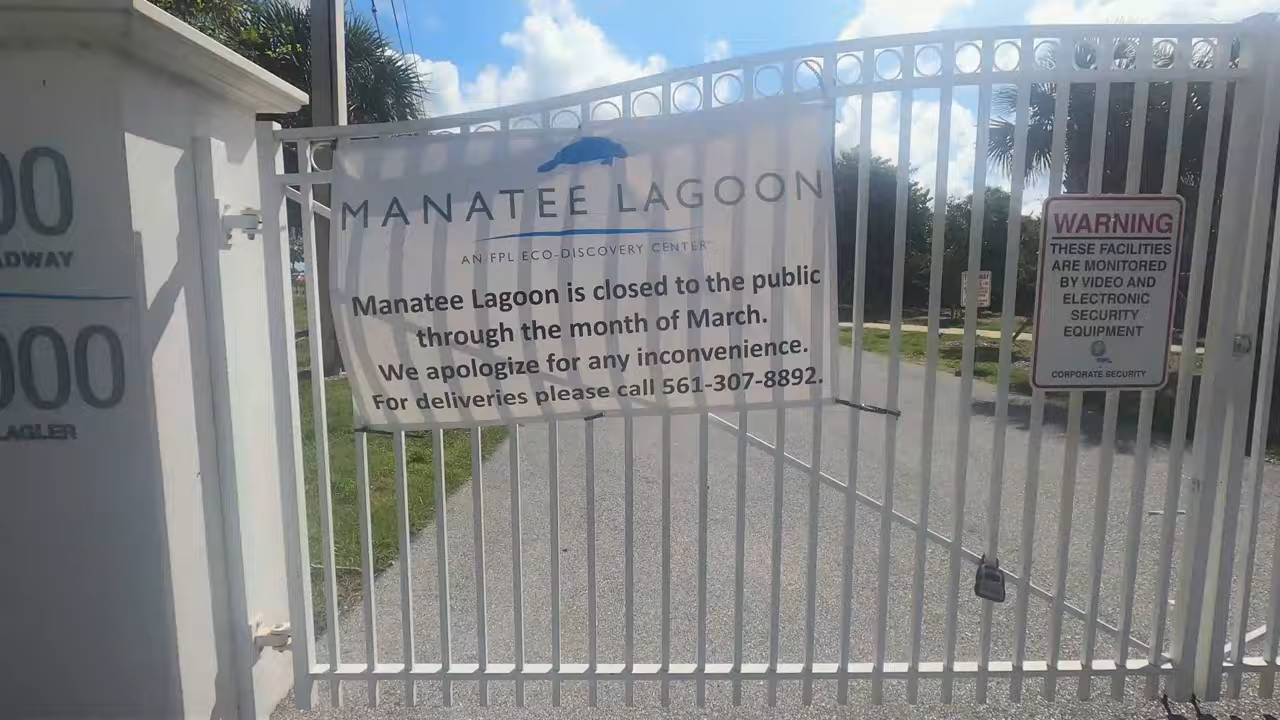 00
ADWAY
000
LAGLER
MANATEE LAGOON
AN FPL ECO-DISCOVERY CENTER
Manatee Lagoon is closed to the public
through the month of March.
We apologize for any inconvenience.
For deliveries please call 561-307-8892.
WARNING
THESE FACILITIES
ARE MONITORED
BY VIDEO AND
ELECTRONIC
SECURITY
EQUIPMENT
FPL
CORPORATE SECURITY